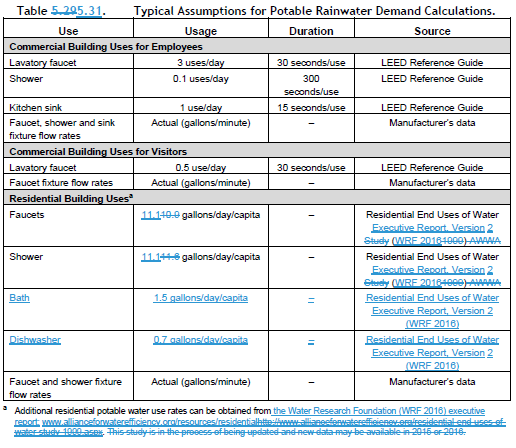 Table 5.295.31. Typical Assumptions for Potable Rainwater Demand Calculations.
Use Usage Duration Source
Commercial Building Uses for Employees
Lavatory faucet 3 uses/day 30 seconds/use LEED Reference Guide
Shower 0.1 uses/day 300 seconds/use LEED Reference Guide
Kitchen sink 1 use/day 15 seconds/use LEED Reference Guide
Faucet, shower and sink fixture flow rates Actual (gallons/minute) – Manufacturer's data
Commercial Building Uses for Visitors
Lavatory faucet 0.5 use/day 30 seconds/use LEED Reference Guide
Faucet fixture flow rates Actual (gallons/minute) – Manufacturer's data
Residential Building Usesa
Faucets 11.110.9 gallons/day/capita – Residential End Uses of Water
Executive Report, Version 2
Study (WRF 20161999) AWWA
Shower 11.111.6 gallons/day/capita – Residential End Uses of Water
Executive Report, Version 2
Study (WRF 20161999) AWWA
Bath 1.5 gallons/day/capita – Residential End Uses of Water
Executive Report, Version 2
(WRF 2016)
Dishwasher 0.7 gallons/day/capita – Residential End Uses of Water
Executive Report, Version 2
(WRF 2016)
Faucet and shower fixture flow rates Actual (gallons/minute) – Manufacturer's data
a Additional residential potable water use rates can be obtained from the Water Research Foundation (WRF 2016) executive
report: www.allianceforwaterefficiency.org/resources/residentialhttp://www.allianceforwaterefficiency.org/residential-end-uses-of-
water-study-1999.aspx. This study is in the process of being updated and new data may be available in 2015 or 2016.